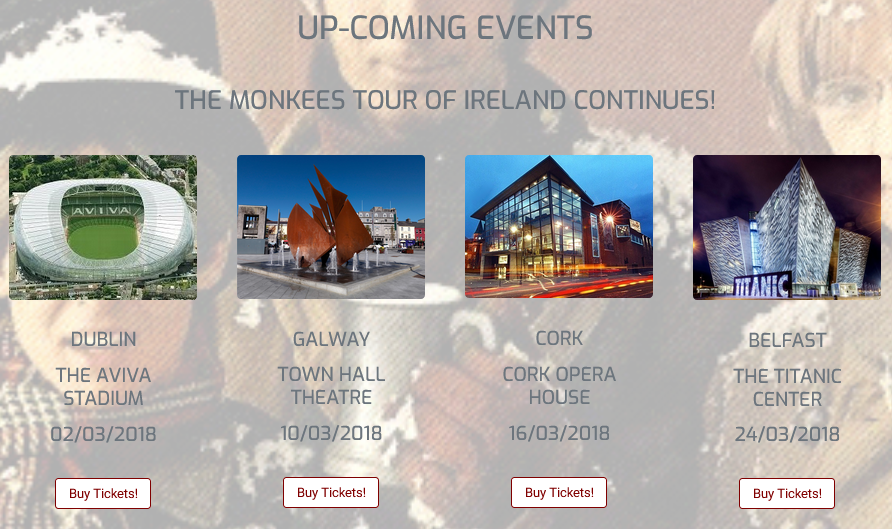 UP-COMING EVENTS
THE MONKEES TOUR OF IRELAND CONTINUES!
AVIVA
TITANIC
DUBLIN
THE AVIVA
STADIUM
02/03/2018
Buy Tickets!
GALWAY
TOWN HALL
THEATRE
10/03/2018
Buy Tickets!
CORK
CORK OPERA
HOUSE
16/03/2018
Buy Tickets!
BELFAST
THE TITANIC
CENTER
24/03/2018
Buy Tickets!